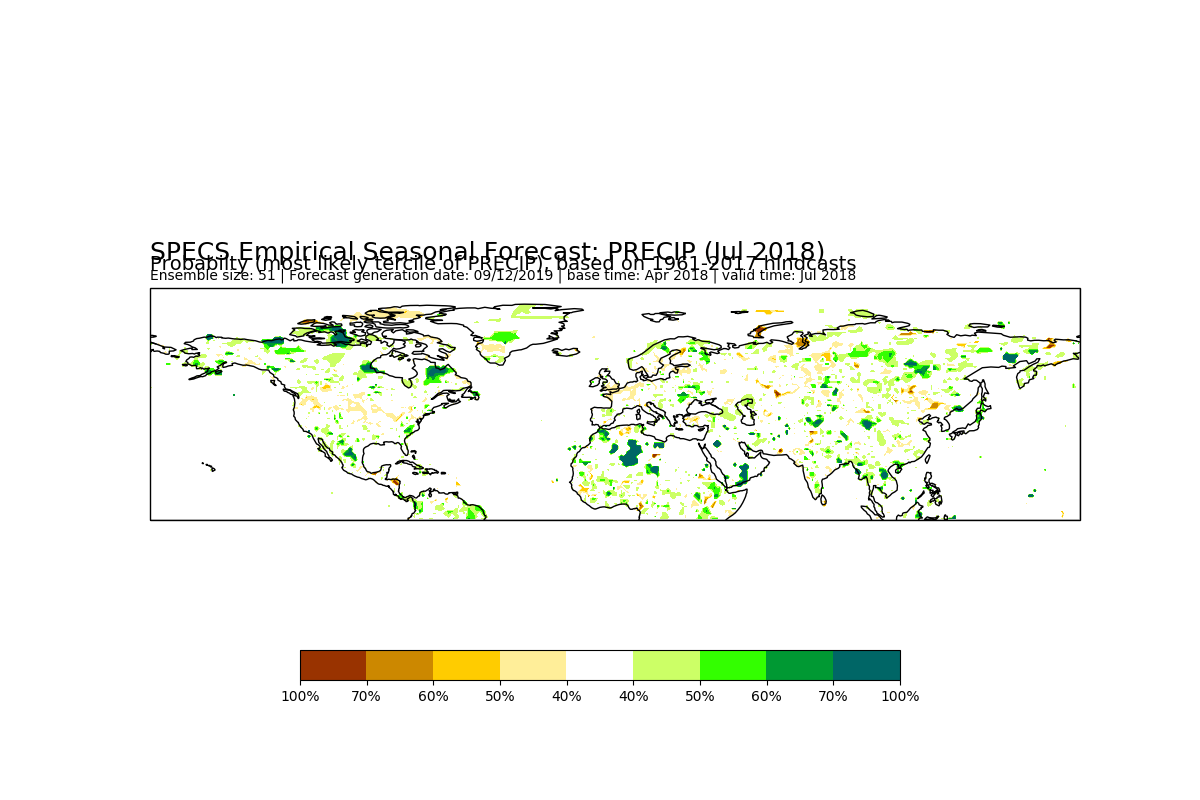 SPECS Empirical Seasonal Forecast: PRECIP (Jul 2018)
Probabilty (most likely tercile of PRECIP), based on 1961-2017 hindcasts
Ensemble size: 51 | Forecast generation date: 09/12/2019 | base time: Apr 2018 | valid time: Jul 2018
100% 70% 60% 50% 40% 40% 50% 60% 70% 100%